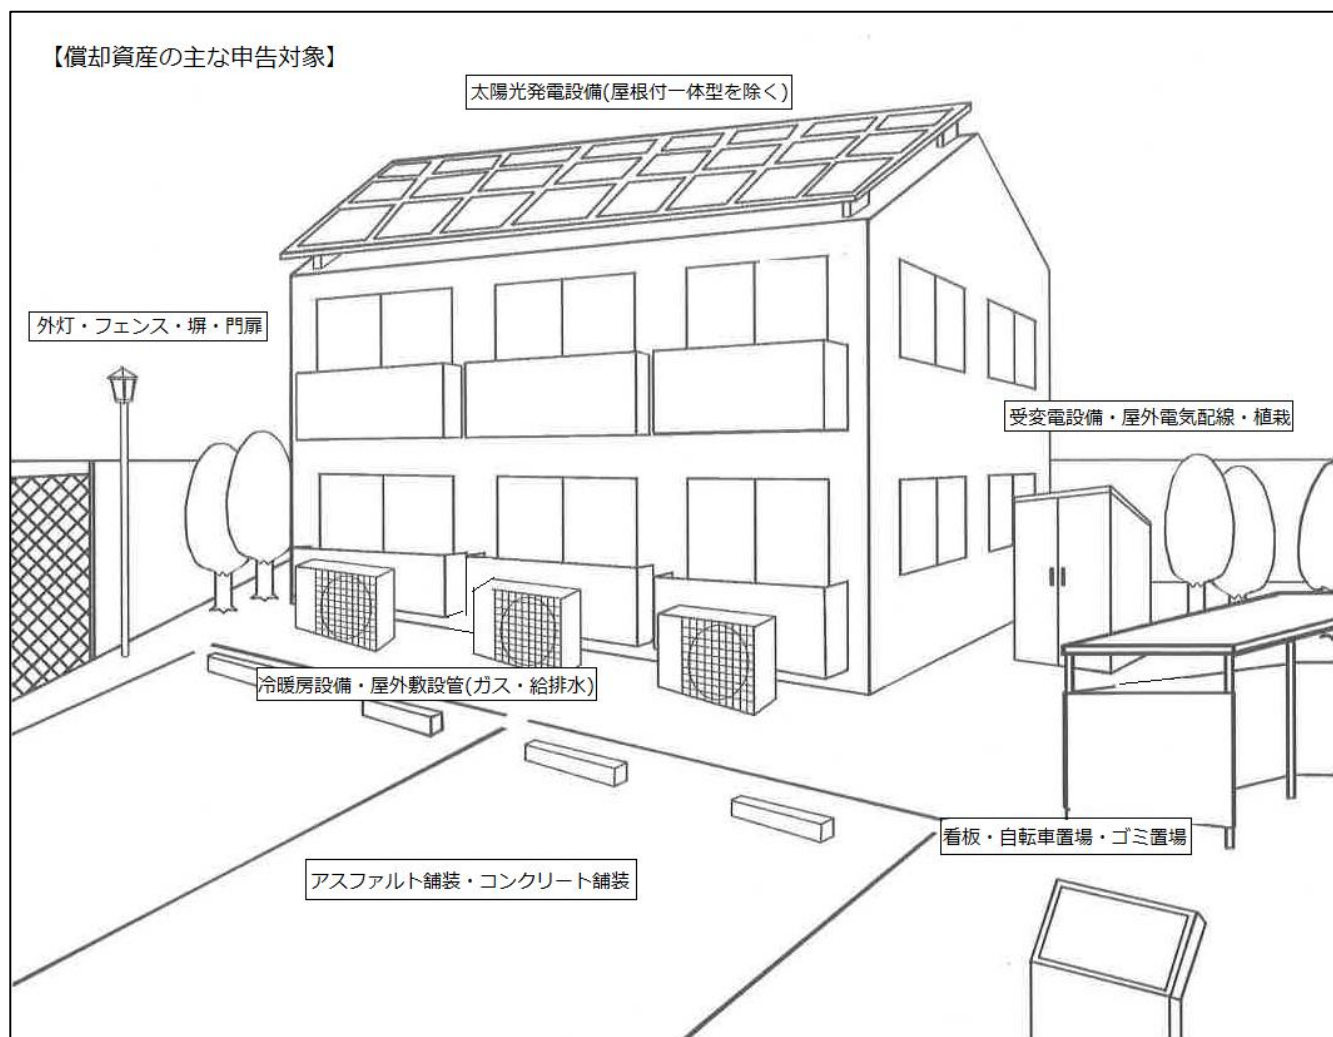 【償却資産の主な申告対象】
太陽光発電設備(屋根付一体型を除く)
外灯・フェンス・塀・門扉
受変電設備・屋外電気配線・植栽
冷暖房設備・屋外敷設管(ガス・給排水)
看板・自転車置場・ゴミ置場
アスファルト舗装・コンクリート舗装